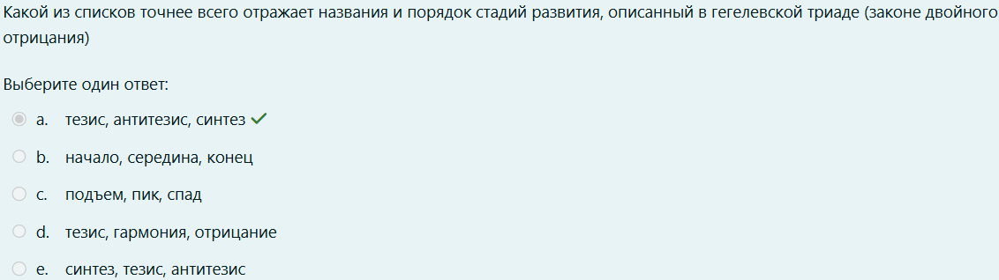 Какой из списков точнее всего отражает названия и порядок стадий развития, описанный в гегелевской триаде (законе двойного
отрицания)
Выберите один ответ:
a. тезис, антитезис, синтез
b. начало, середина, конец
c. подъем, пик, спад
d. тезис, гармония, отрицание
e. синтез, тезис, антитезис